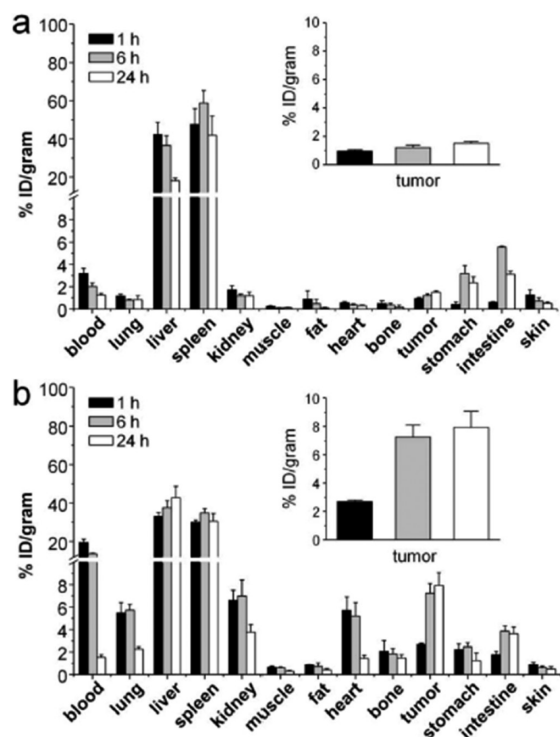 a
100
80
60
40
20
8
6
4
2
0
% ID/gram
1 h
6 h
24 h
10
8
6
4
2
0
% ID/gram
tumor
blood
lung
liver
spleen
kidney
muscle
fat
heart
bone
tumor
stomach
intestine
skin
b
100
80
60
40
20
8
6
4
2
0
% ID/gram
1 h
6 h
24 h
10
8
6
4
2
0
% ID/gram
tumor
blood
lung
liver
spleen
kidney
muscle
fat
heart
bone
tumor
stomach
intestine
skin